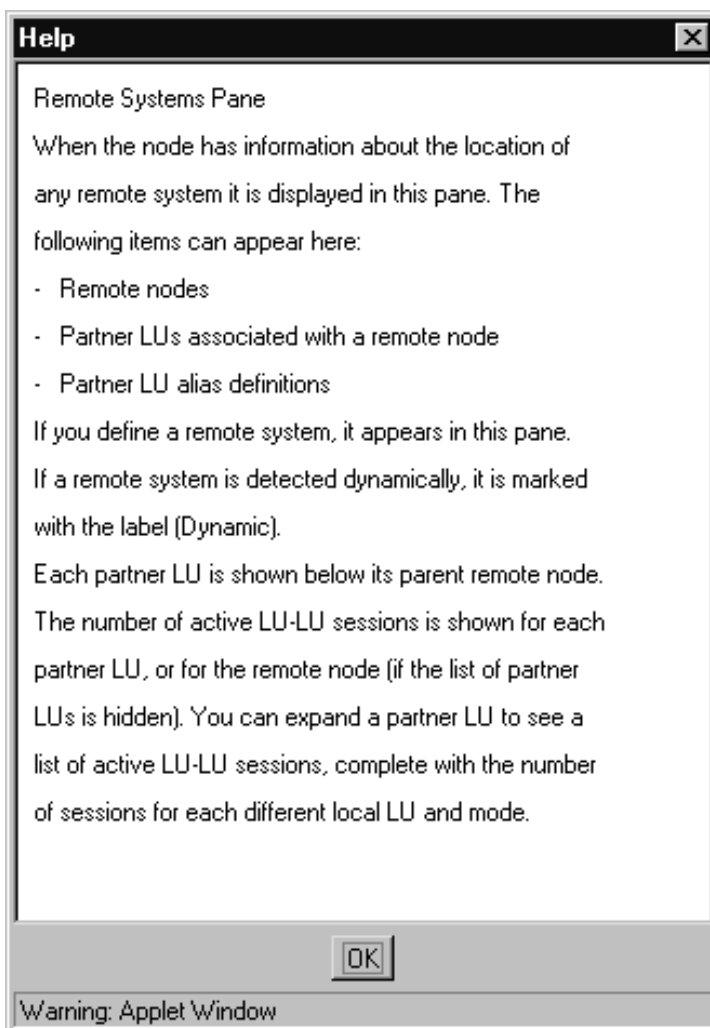 Help
Remote Systems Pane
When the node has information about the location of
any remote system it is displayed in this pane. The
following items can appear here:
- Remote nodes
- Partner LUs associated with a remote node
- Partner LU alias definitions
If you define a remote system, it appears in this pane.
If a remote system is detected dynamically, it is marked
with the label (Dynamic).
Each partner LU is shown below its parent remote node.
The number of active LU-LU sessions is shown for each
partner LU, or for the remote node (if the list of partner
LUs is hidden). You can expand a partner LU to see a
list of active LU-LU sessions, complete with the number
of sessions for each different local LU and mode.
OK
Warning: Applet Window